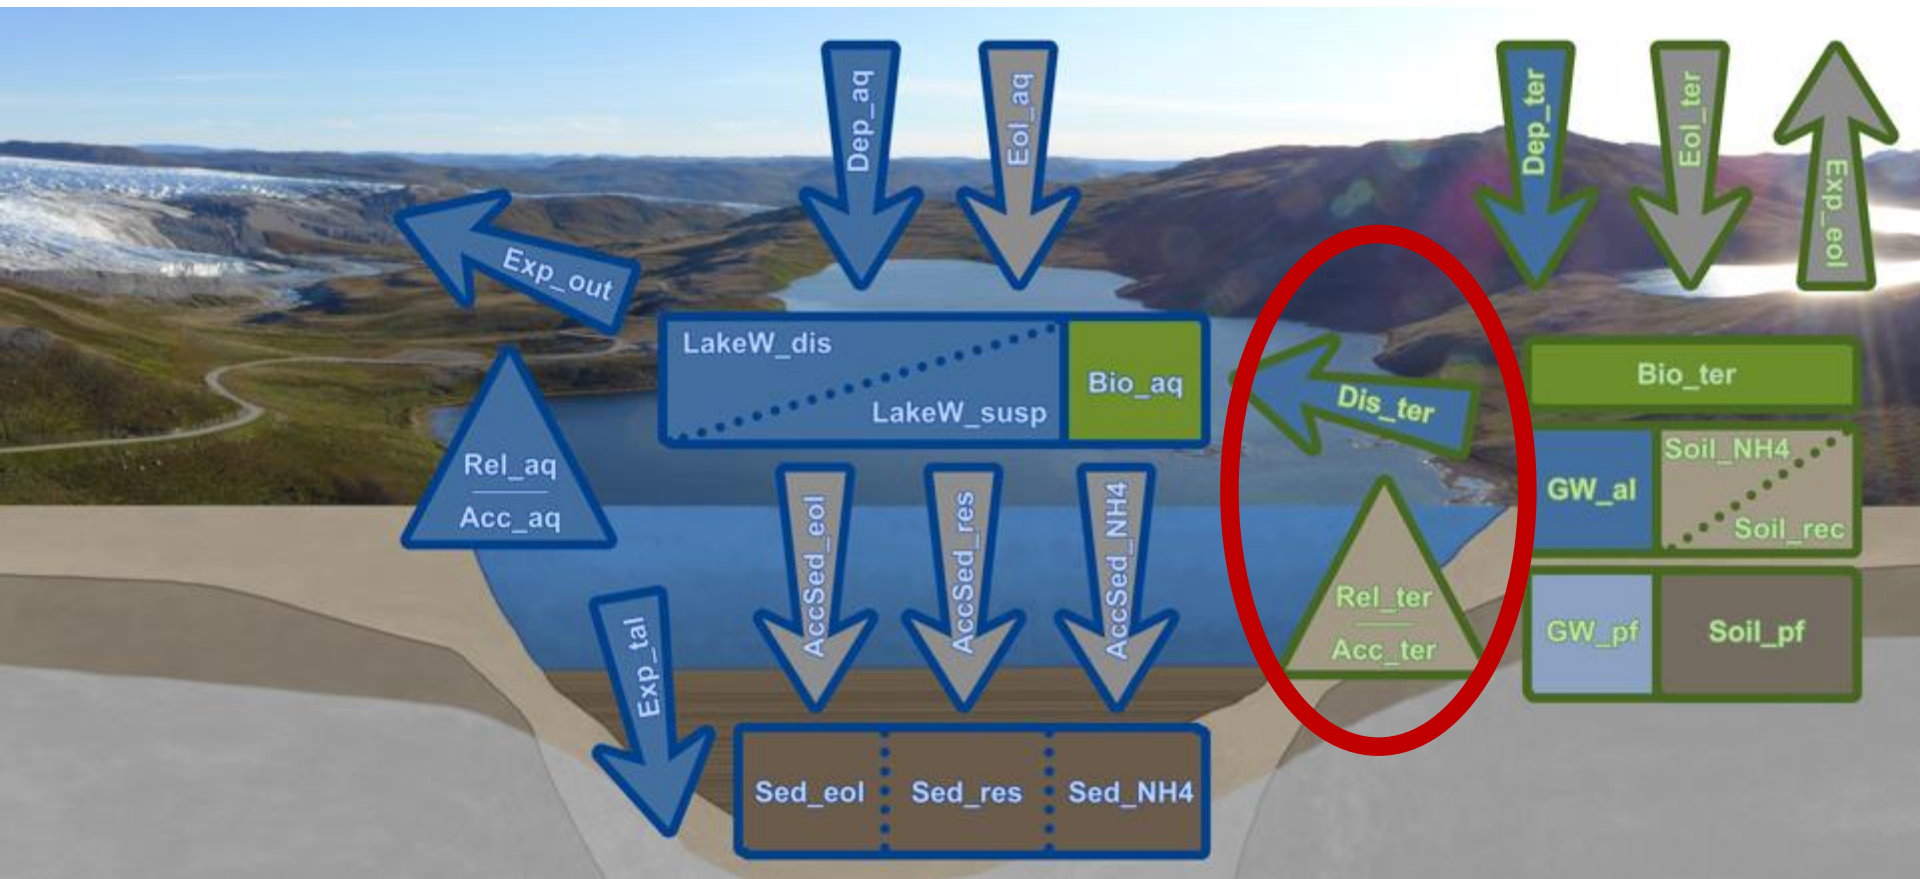 Dep_aq
Eol_aq
Dep_ter
Eol_ter
Exp_eol
Exp_out
LakeW_dis
LakeW_susp
Bio_aq
Dis_ter
Bio_ter
Rel_aq
Acc_aq
GW_al
Soil_NH4
Soil_rec
AccSed_eol
AccSed_res
AccSed_NH4
Rel_ter
Acc_ter
GW_pf
Soil_pf
Exp_tal
Sed_eol
Sed_res
Sed_NH4